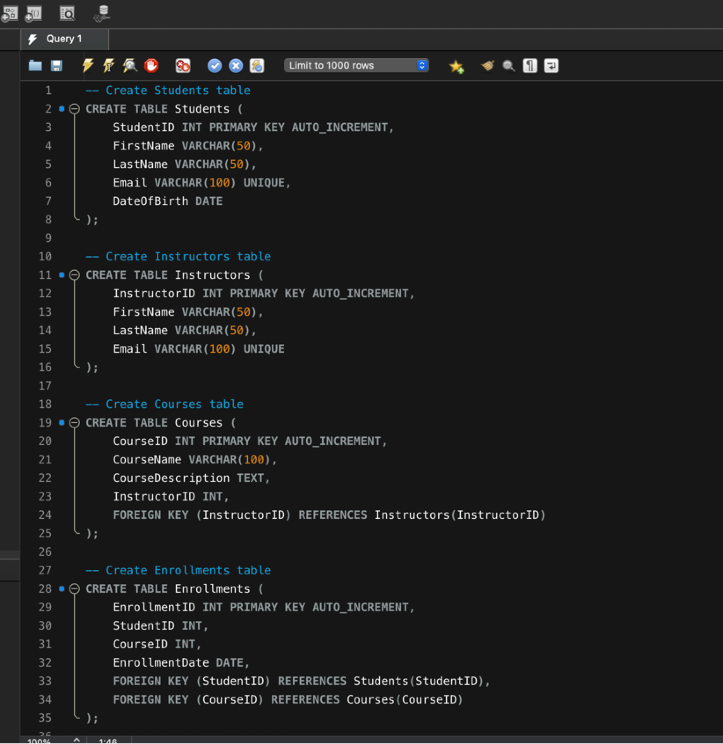 Query 1
Limit to 1000 rows
1 -- Create Students table
2 CREATE TABLE Students (
3 StudentID INT PRIMARY KEY AUTO_INCREMENT,
4 FirstName VARCHAR(50),
5 LastName VARCHAR(50),
6 Email VARCHAR(100) UNIQUE,
7 DateOfBirth DATE
8 );
9
10 -- Create Instructors table
11 CREATE TABLE Instructors (
12 InstructorID INT PRIMARY KEY AUTO_INCREMENT,
13 FirstName VARCHAR(50),
14 LastName VARCHAR(50),
15 Email VARCHAR(100) UNIQUE
16 );
17
18 -- Create Courses table
19 CREATE TABLE Courses (
20 CourseID INT PRIMARY KEY AUTO_INCREMENT,
21 CourseName VARCHAR(100),
22 CourseDescription TEXT,
23 InstructorID INT,
24 FOREIGN KEY (InstructorID) REFERENCES Instructors(InstructorID)
25 );
26
27 -- Create Enrollments table
28 CREATE TABLE Enrollments (
29 EnrollmentID INT PRIMARY KEY AUTO_INCREMENT,
30 StudentID INT,
31 CourseID INT,
32 EnrollmentDate DATE,
33 FOREIGN KEY (StudentID) REFERENCES Students(StudentID),
34 FOREIGN KEY (CourseID) REFERENCES Courses(CourseID)
35 );
36
100% 1:46